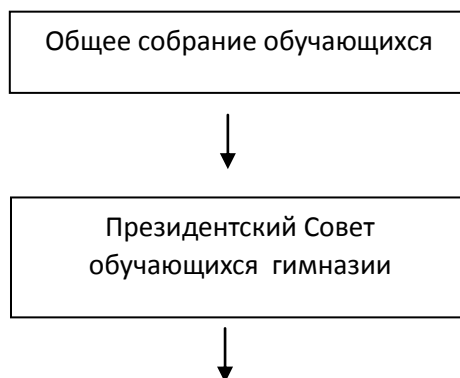 Общее собрание обучающихся
Президентский Совет
обучающихся гимназии